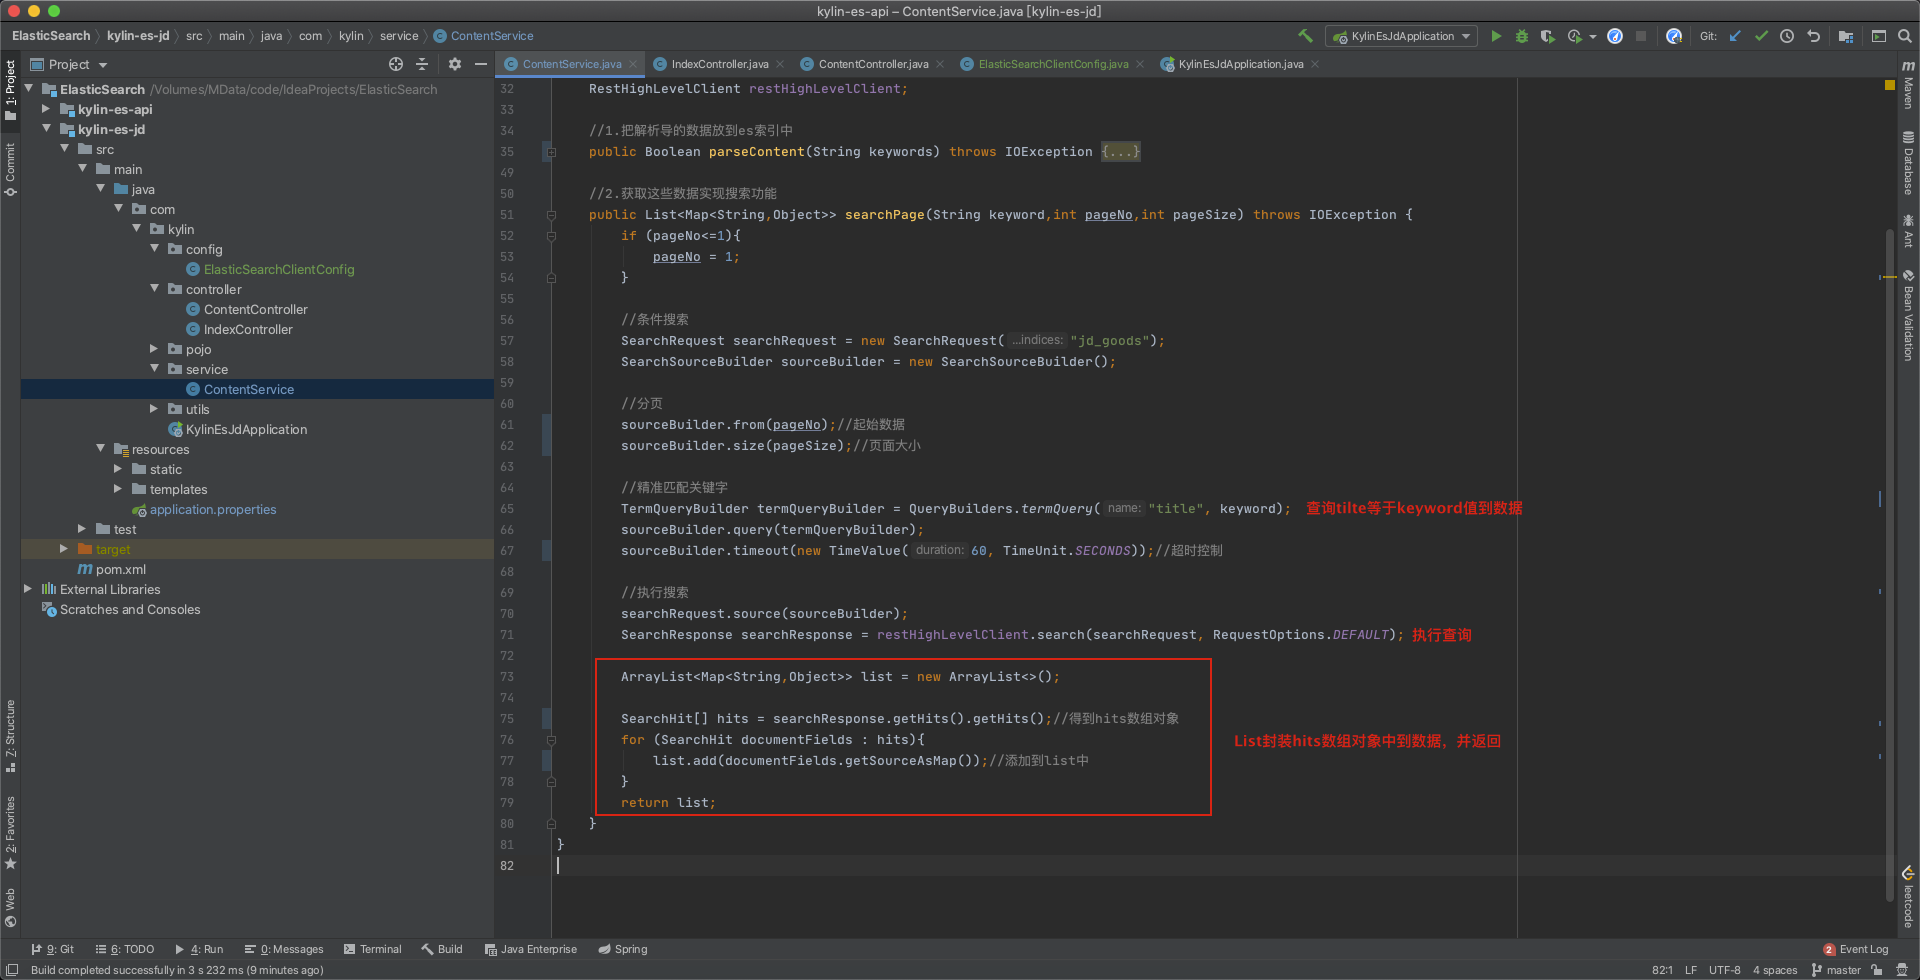 kylin-es-api – ContentService.java [kylin-es-jd]
ElasticSearch kylin-es-jd src main java com kylin service ContentService
KylinEsJdApplication
Git:
Project
ContentService.java IndexController.java ContentController.java ElasticSearchClientConfig.java KylinEsJdApplication.java
1: Project
Commit
7: Structure
2: Favorites
Web
ElasticSearch /Volumes/MData/code/IdeaProjects/ElasticSearch
kylin-es-api
kylin-es-jd
src
main
java
com
kylin
config
ElasticSearchClientConfig
controller
ContentController
IndexController
pojo
service
ContentService
utils
KylinEsJdApplication
resources
static
templates
application.properties
test
target
pom.xml
External Libraries
Scratches and Consoles
32 RestHighLevelClient restHighLevelClient;
33
34 //1.把解析导的数据放到es索引中
35 public Boolean parseContent(String keywords) throws IOException {...}
49
50 //2.获取这些数据实现搜索功能
51 public List<Map<String,Object>> searchPage(String keyword,int pageNo,int pageSize) throws IOException {
52 if (pageNo<=1){
53 pageNo = 1;
54 }
55
56 //条件搜索
57 SearchRequest searchRequest = new SearchRequest( ...indices: "jd_goods");
58 SearchSourceBuilder sourceBuilder = new SearchSourceBuilder();
59
60 //分页
61 sourceBuilder.from(pageNo);//起始数据
62 sourceBuilder.size(pageSize);//页面大小
63
64 //精准匹配关键字
65 TermQueryBuilder termQueryBuilder = QueryBuilders.termQuery( name: "title", keyword); 查询tilte等于keyword值到数据
66 sourceBuilder.query(termQueryBuilder);
67 sourceBuilder.timeout(new TimeValue( duration: 60, TimeUnit.SECONDS));//超时控制
68
69 //执行搜索
70 searchRequest.source(sourceBuilder);
71 SearchResponse searchResponse = restHighLevelClient.search(searchRequest, RequestOptions.DEFAULT); 执行查询
72
73 ArrayList<Map<String,Object>> list = new ArrayList<>();
74
75 SearchHit[] hits = searchResponse.getHits().getHits();//得到hits数组对象
76 for (SearchHit documentFields : hits){
List封装hits数组对象中到数据，并返回
77 list.add(documentFields.getSourceAsMap());//添加到list中
78 }
79 return list;
80 }
81 }
82
Maven
Database
Ant
Bean Validation
leetcode
9: Git 6: TODO 4: Run 0: Messages Terminal Build Java Enterprise Spring 2 Event Log
Build completed successfully in 3 s 232 ms (9 minutes ago) 82:1 LF UTF-8 4 spaces master